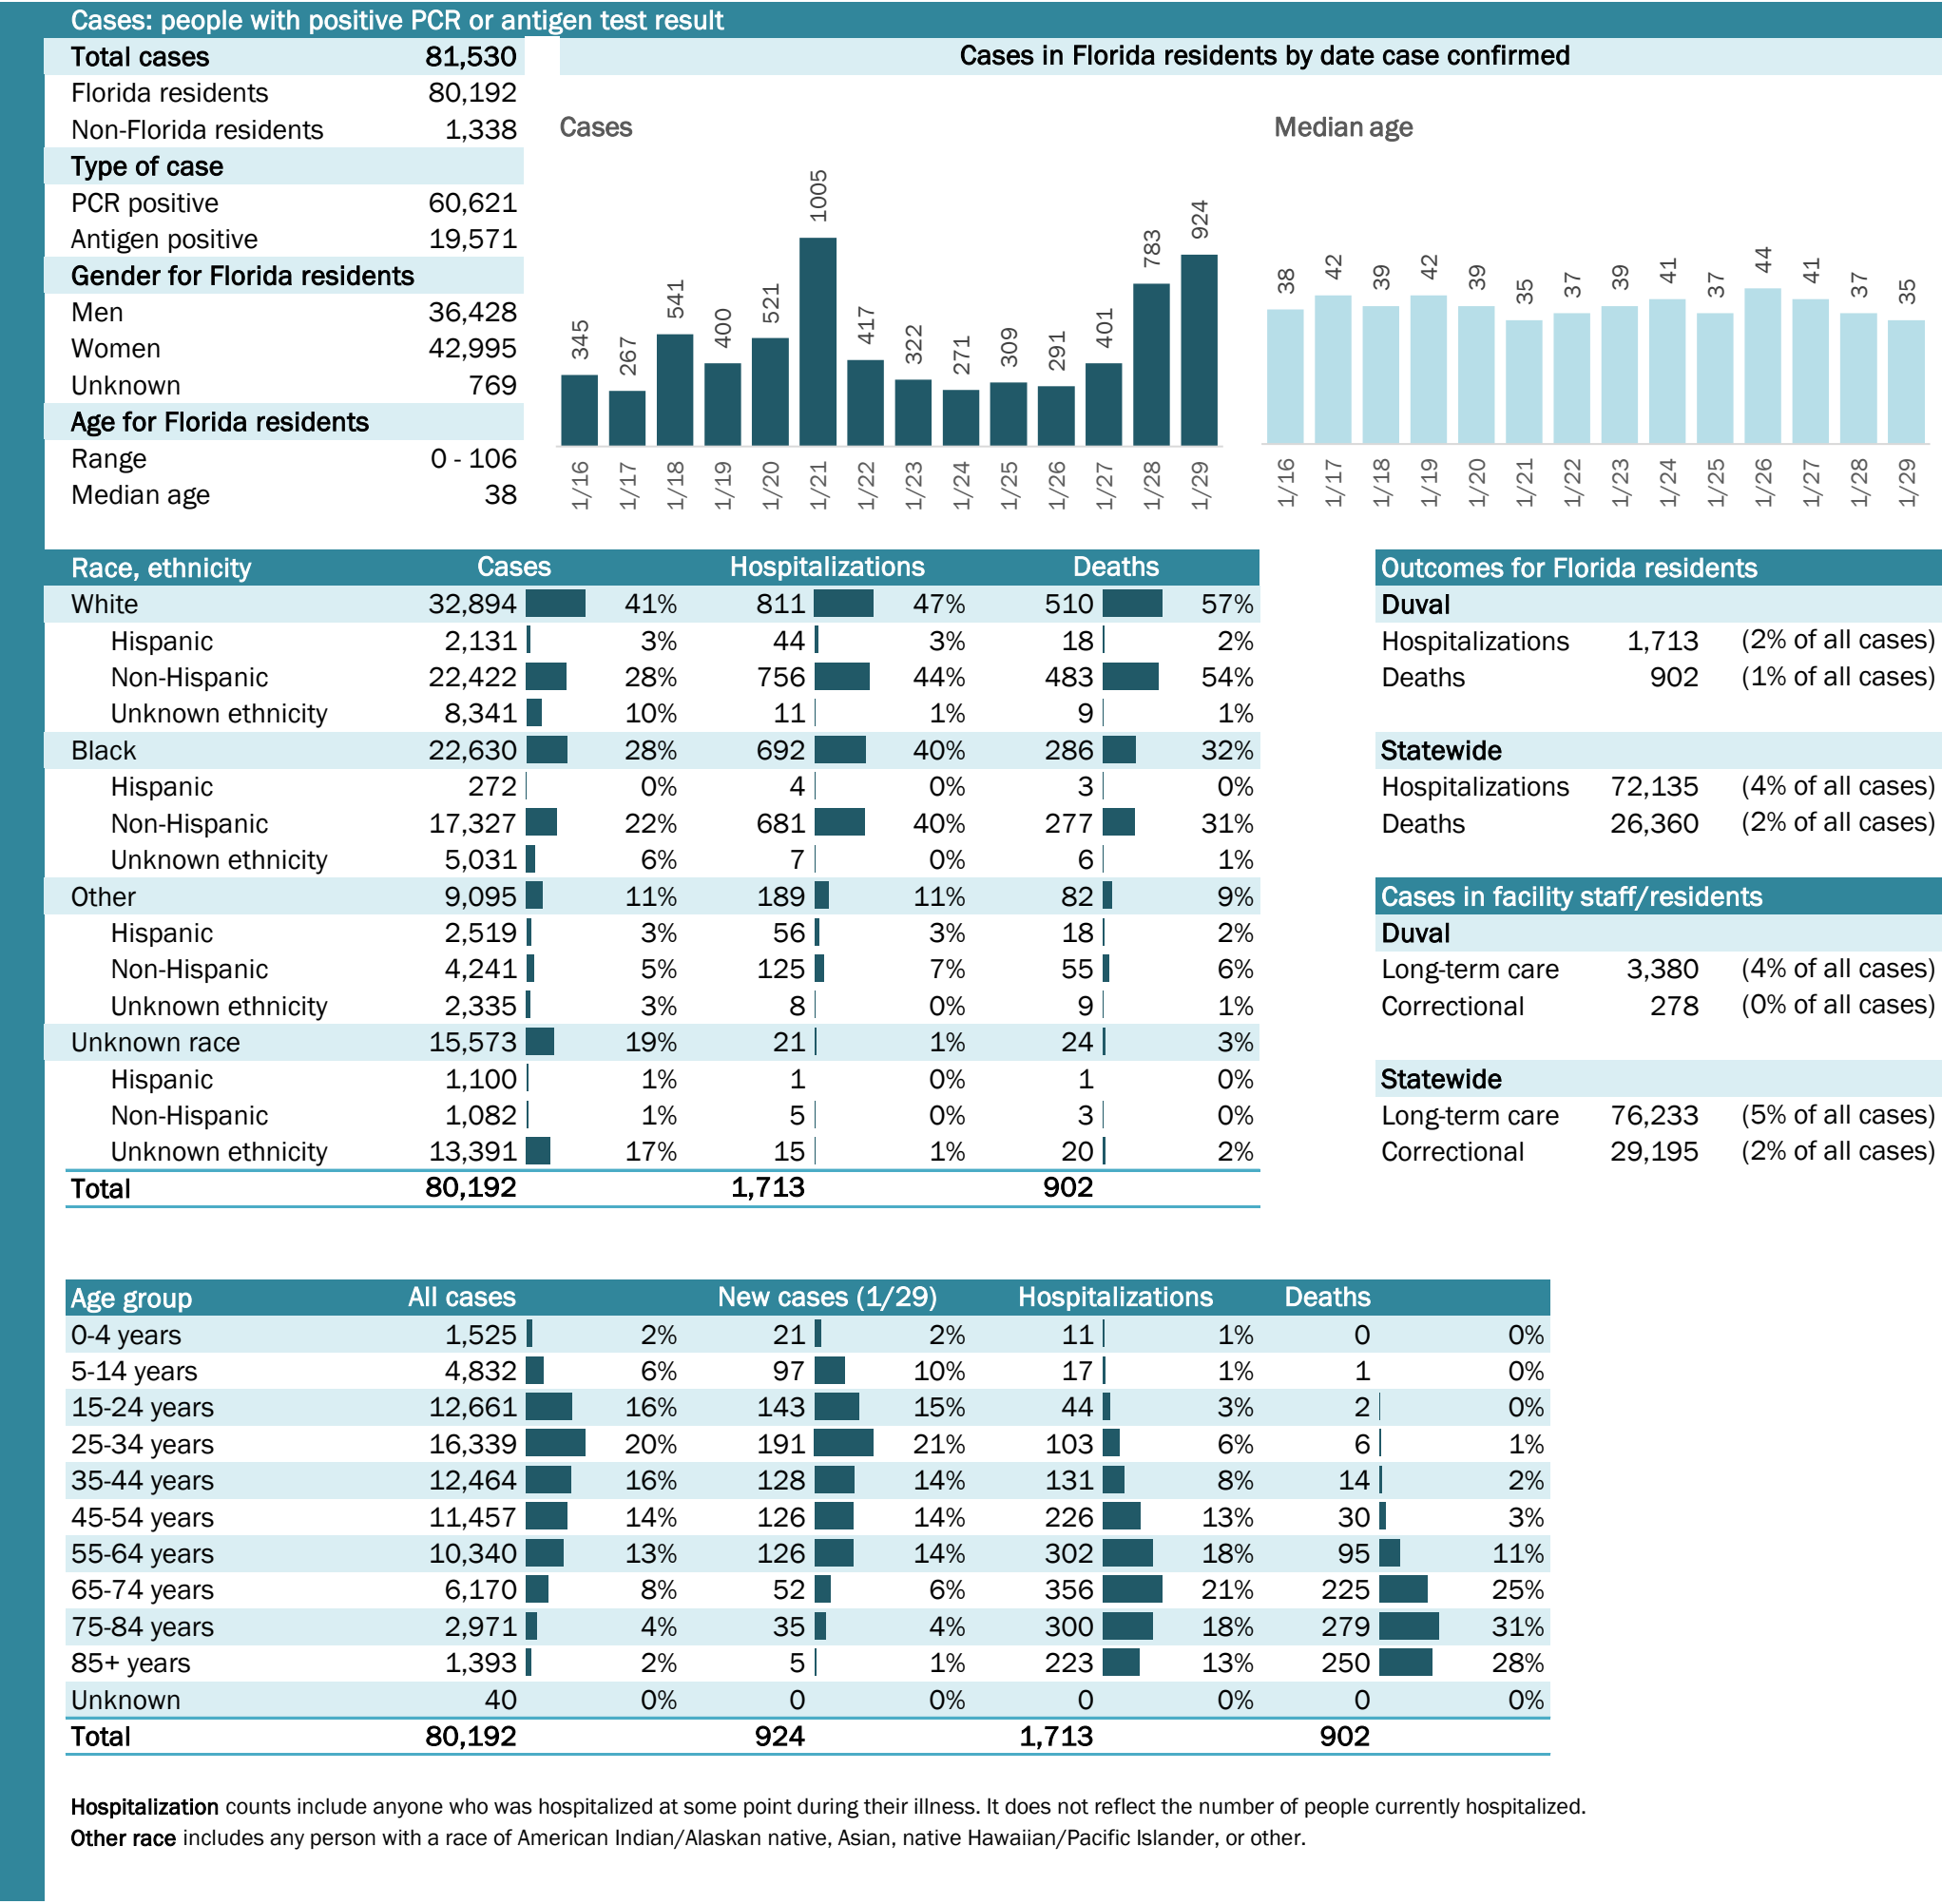 Cases: people with positive PCR or antigen test result
Total cases 81,530
Florida residents 80,192
Non-Florida residents 1,338
Type of case
PCR positive 60,621
Antigen positive 19,571
Gender for Florida residents
Men 36,428
Women 42,995
Unknown 769
Age for Florida residents
Range 0 - 106
Median age 38
Cases in Florida residents by date case confirmed
Cases
345 267 541 400 521 1005 417 322 271 309 291 401 783 924
1/16 1/17 1/18 1/19 1/20 1/21 1/22 1/23 1/24 1/25 1/26 1/27 1/28 1/29
Median age
38 42 39 42 39 35 37 39 41 37 44 41 37 35
1/16 1/17 1/18 1/19 1/20 1/21 1/22 1/23 1/24 1/25 1/26 1/27 1/28 1/29
Race, ethnicity Cases Hospitalizations Deaths
White 32,894 41% 811 47% 510 57%
Hispanic 2,131 3% 44 3% 18 2%
Non-Hispanic 22,422 28% 756 44% 483 54%
Unknown ethnicity 8,341 10% 11 1% 9 1%
Black 22,630 28% 692 40% 286 32%
Hispanic 272 0% 4 0% 3 0%
Non-Hispanic 17,327 22% 681 40% 277 31%
Unknown ethnicity 5,031 6% 7 0% 6 1%
Other 9,095 11% 189 11% 82 9%
Hispanic 2,519 3% 56 3% 18 2%
Non-Hispanic 4,241 5% 125 7% 55 6%
Unknown ethnicity 2,335 3% 8 0% 9 1%
Unknown race 15,573 19% 21 1% 24 3%
Hispanic 1,100 1% 1 0% 1 0%
Non-Hispanic 1,082 1% 5 0% 3 0%
Unknown ethnicity 13,391 17% 15 1% 20 2%
Total 80,192 1,713 902
Outcomes for Florida residents
Duval
Hospitalizations 1,713 (2% of all cases)
Deaths 902 (1% of all cases)
Statewide
Hospitalizations 72,135 (4% of all cases)
Deaths 26,360 (2% of all cases)
Cases in facility staff/residents
Duval
Long-term care 3,380 (4% of all cases)
Correctional 278 (0% of all cases)
Statewide
Long-term care 76,233 (5% of all cases)
Correctional 29,195 (2% of all cases)
Age group All cases New cases (1/29) Hospitalizations Deaths
0-4 years 1,525 2% 21 2% 11 1% 0 0%
5-14 years 4,832 6% 97 10% 17 1% 1 0%
15-24 years 12,661 16% 143 15% 44 3% 2 0%
25-34 years 16,339 20% 191 21% 103 6% 6 1%
35-44 years 12,464 16% 128 14% 131 8% 14 2%
45-54 years 11,457 14% 126 14% 226 13% 30 3%
55-64 years 10,340 13% 126 14% 302 18% 95 11%
65-74 years 6,170 8% 52 6% 356 21% 225 25%
75-84 years 2,971 4% 35 4% 300 18% 279 31%
85+ years 1,393 2% 5 1% 223 13% 250 28%
Unknown 40 0% 0 0% 0 0% 0 0%
Total 80,192 924 1,713 902
Hospitalization counts include anyone who was hospitalized at some point during their illness. It does not reflect the number of people currently hospitalized.
Other race includes any person with a race of American Indian/Alaskan native, Asian, native Hawaiian/Pacific Islander, or other.